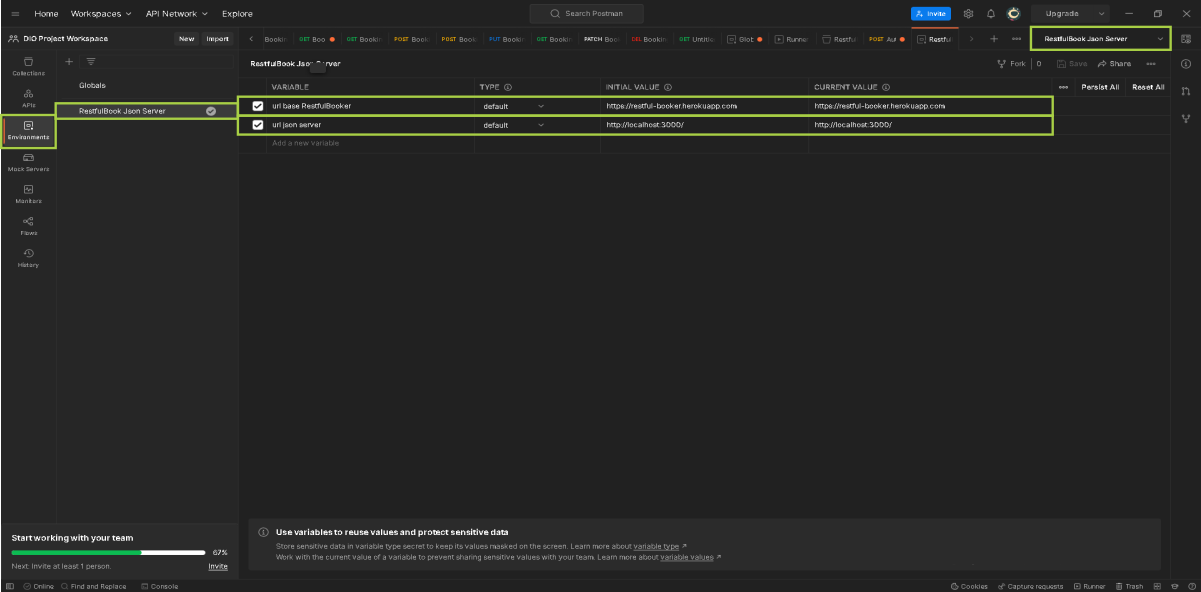 Home Workspaces API Network Explore Search Postman Invite Upgrade
DIO Project Workspace New Import
Bookin GET Boo GET Bookin POST Book POST Book PUT Bookin GET Bookin PATCH Boo DEL Bookin GET Untitle Glob Runner Restfu POST Aut Restfu RestfulBook Json Server
Collections
APIs
Environments
Mock Servers
Monitors
Flows
History
Globals
RestfulBook Json Server
RestfulBook Json Server Fork 0 Save Share
VARIABLE TYPE INITIAL VALUE CURRENT VALUE Persist All Reset All
url base RestfulBooker default https://restful-booker.herokuapp.com https://restful-booker.herokuapp.com
url json server default http://localhost:3000/ http://localhost:3000/
Add a new variable
Use variables to reuse values and protect sensitive data
Store sensitive data in variable type secret to keep its values masked on the screen. Learn more about variable type ↗
Work with the current value of a variable to prevent sharing sensitive values with your team. Learn more about variable values ↗
Start working with your team
67%
Next: Invite at least 1 person. Invite
Online Find and Replace Console Cookies Capture requests Runner Trash